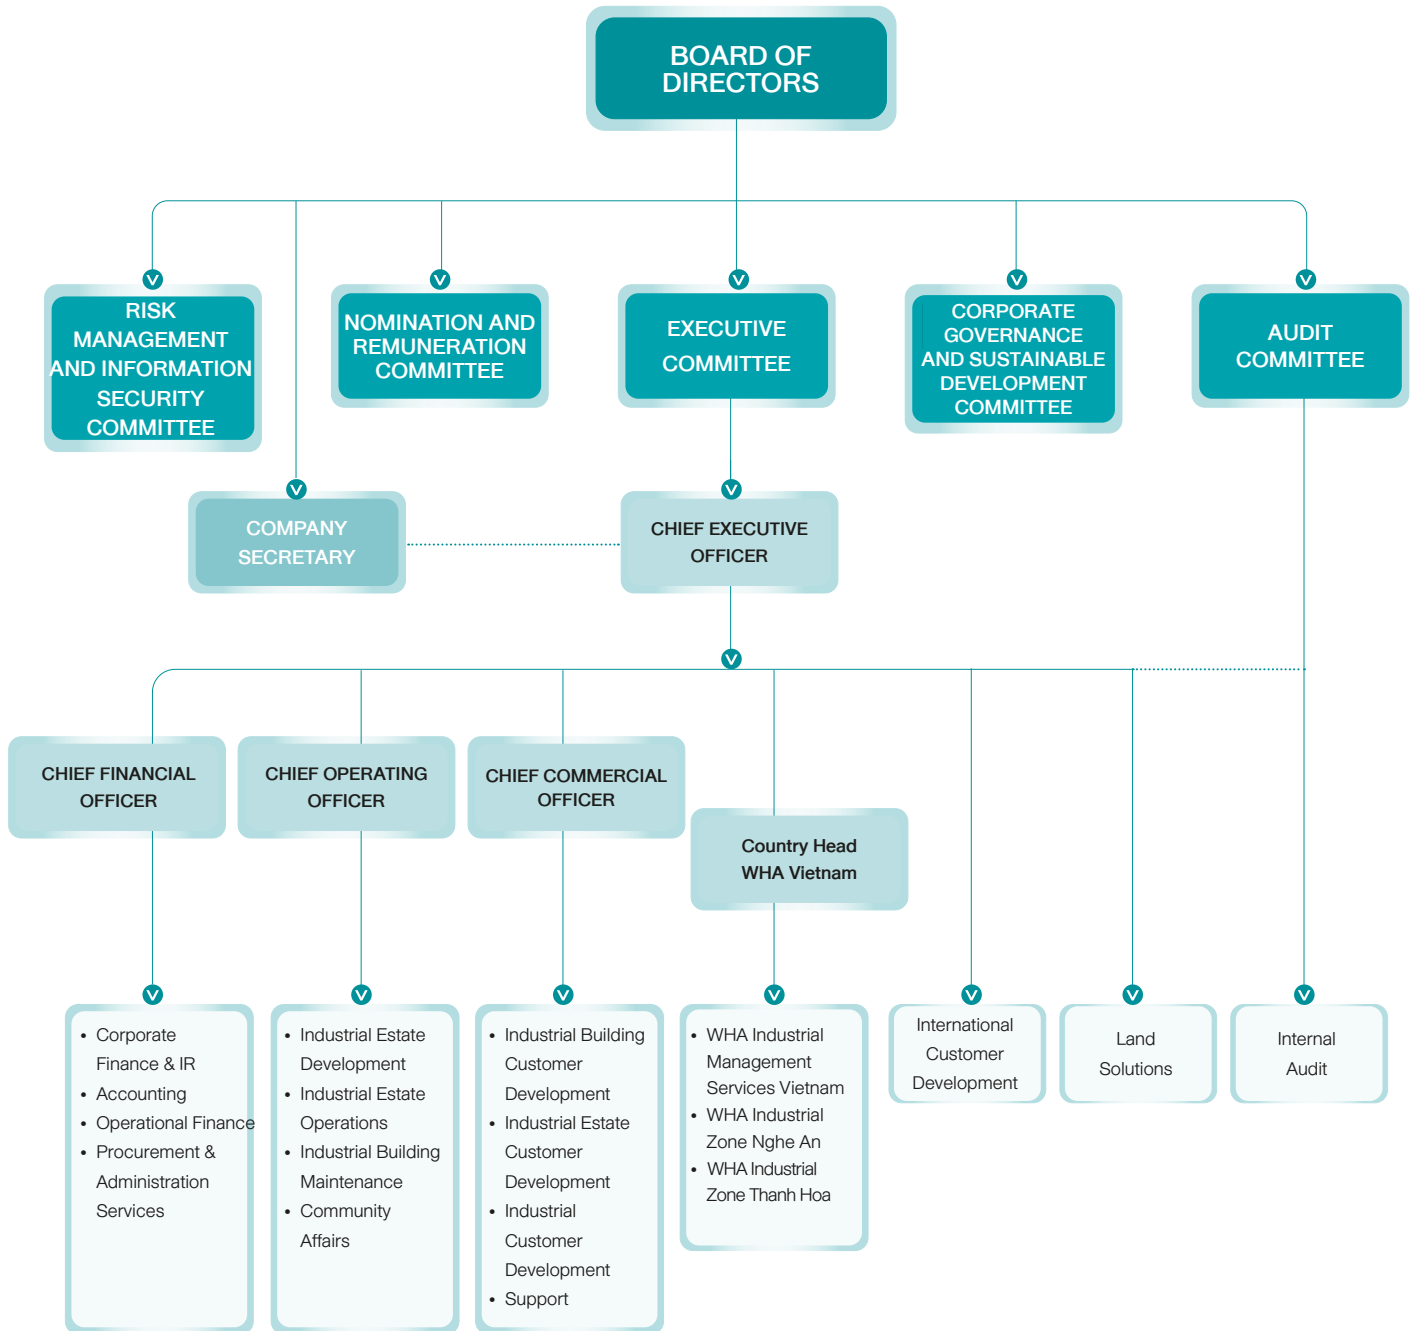 BOARD OF
DIRECTORS
RISK
MANAGEMENT
AND INFORMATION
SECURITY
COMMITTEE
NOMINATION AND
REMUNERATION
COMMITTEE
EXECUTIVE
COMMITTEE
CORPORATE
GOVERNANCE
AND SUSTAINABLE
DEVELOPMENT
COMMITTEE
AUDIT
COMMITTEE
COMPANY
SECRETARY
CHIEF EXECUTIVE
OFFICER
CHIEF FINANCIAL
OFFICER
CHIEF OPERATING
OFFICER
CHIEF COMMERCIAL
OFFICER
Country Head
WHA Vietnam
• Corporate
Finance & IR
• Accounting
• Operational Finance
• Procurement &
Administration
Services
• Industrial Estate
Development
• Industrial Estate
Operations
• Industrial Building
Maintenance
• Community
Affairs
• Industrial Building
Customer
Development
• Industrial Estate
Customer
Development
• Industrial
Customer
Development
• Support
• WHA Industrial
Management
Services Vietnam
• WHA Industrial
Zone Nghe An
• WHA Industrial
Zone Thanh Hoa
International
Customer
Development
Land
Solutions
Internal
Audit